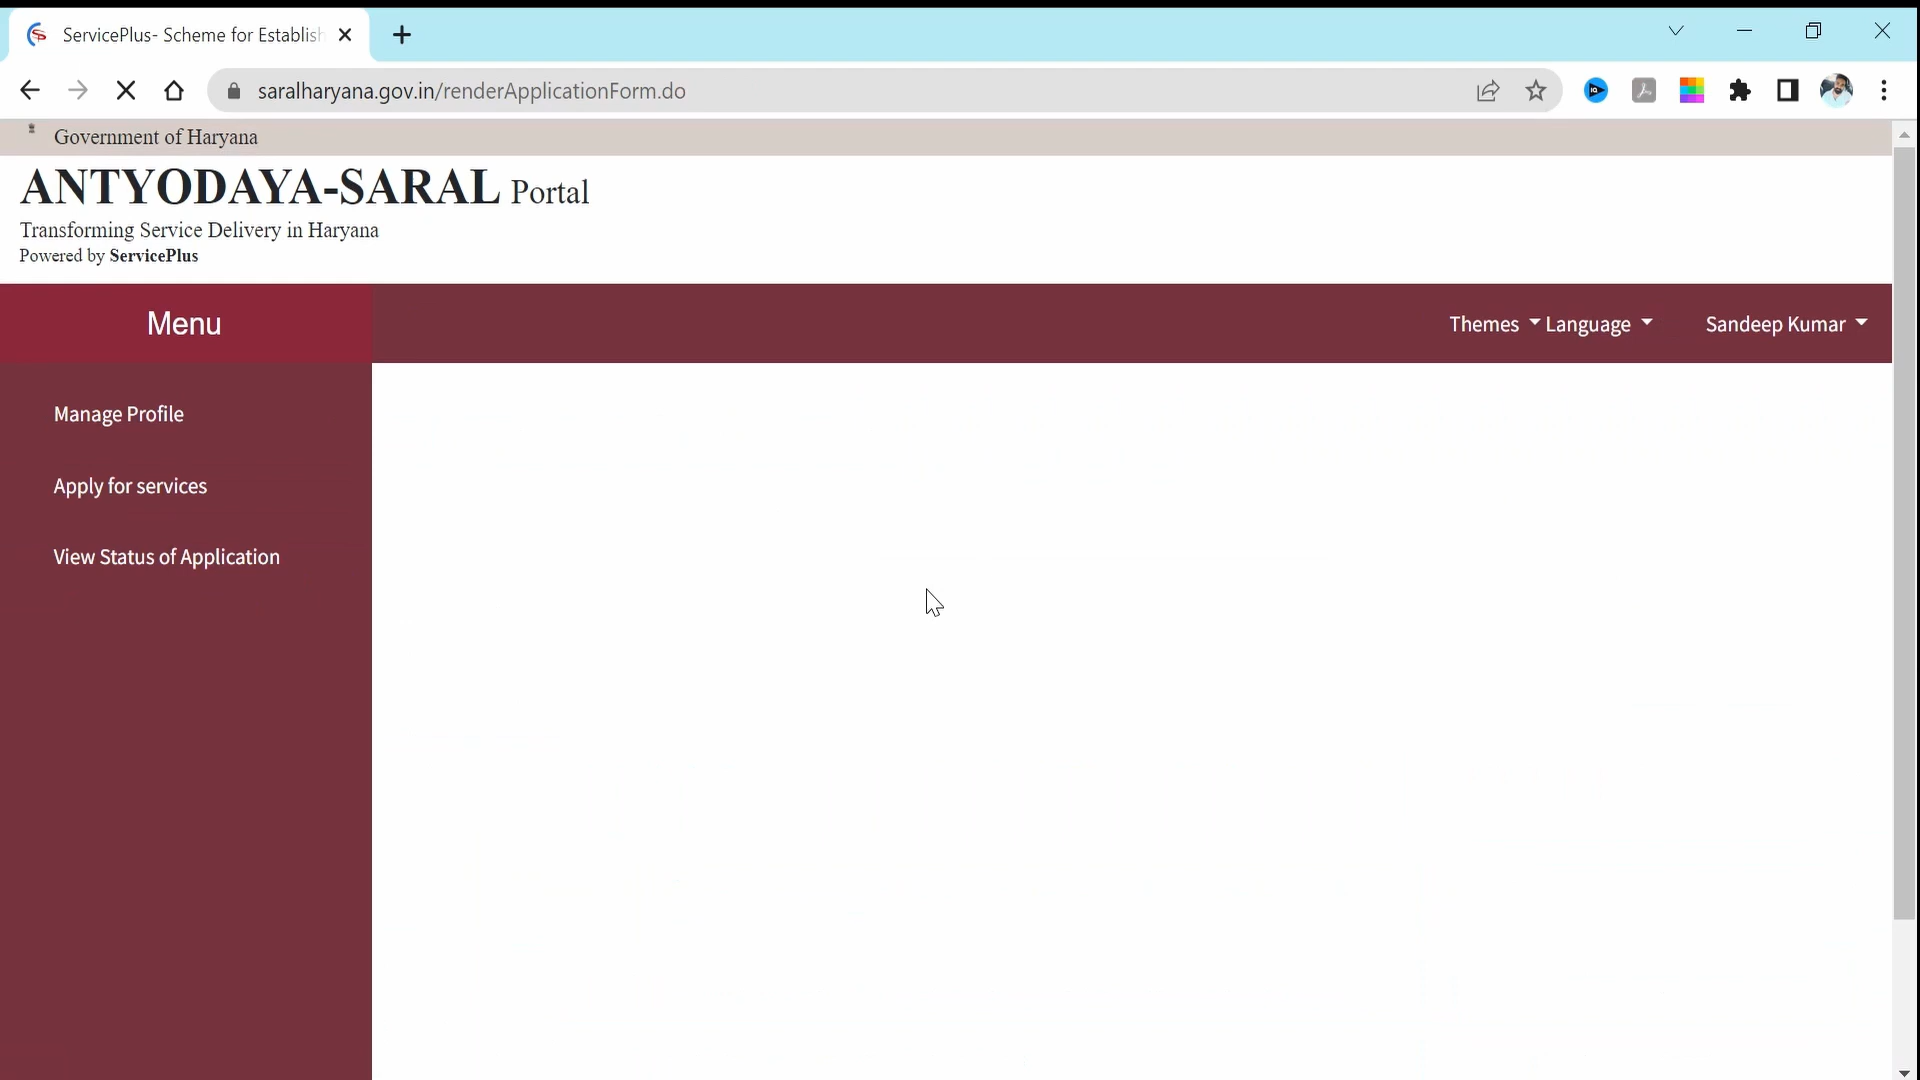 ServicePlus- Scheme for Establish
saralharyana.gov.in/renderApplicationForm.do
Government of Haryana
ANTYODAYA-SARAL Portal
Transforming Service Delivery in Haryana
Powered by ServicePlus
Menu
Themes
Language
Sandeep Kumar
Manage Profile
Apply for services
View Status of Application